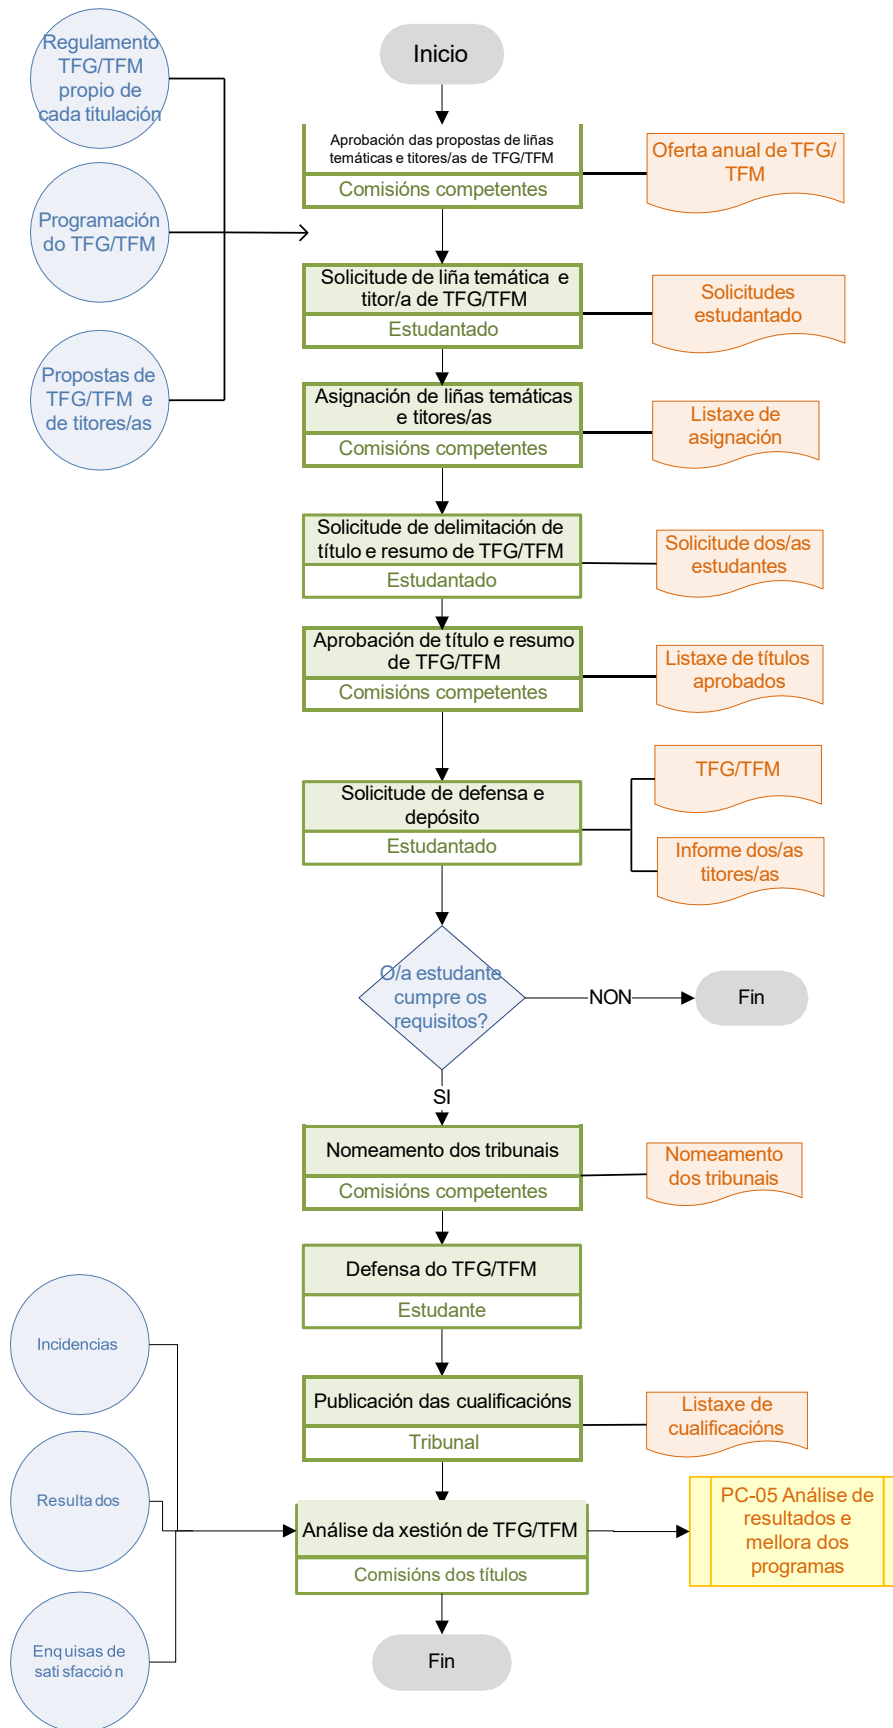 Regulamento
TFG/TFM
propio de
cada titulación
Inicio
Aprobación das propostas de liñas
temáticas e titores/as de TFG/TFM
Comisións competentes
Oferta anual de TFG/
TFM
Programación
do TFG/TFM
Solicitude de liña temática e
titor/a de TFG/TFM
Estudantado
Solicitudes
estudantado
Propostas de
TFG/TFM e
de titores/as
Asignación de liñas temáticas
e titores/as
Comisións competentes
Listaxe de
asignación
Solicitude de delimitación de
título e resumo de TFG/TFM
Estudantado
Solicitude dos/as
estudantes
Aprobación de título e resumo
de TFG/TFM
Comisións competentes
Listaxe de títulos
aprobados
Solicitude de defensa e
depósito
Estudantado
TFG/TFM
Informe dos/as
titores/as
O/a estudante
cumpre os
requisitos?
NON
Fin
SI
Nomeamento dos tribunais
Comisións competentes
Nomeamento
dos tribunais
Defensa do TFG/TFM
Estudante
Incidencias
Publicación das cualificacións
Tribunal
Listaxe de
cualificacións
Resultados
Análise da xestión de TFG/TFM
Comisións dos títulos
PC-05 Análise de
resultados e
mellora dos
programas
Enquisas de
satisfacción
Fin